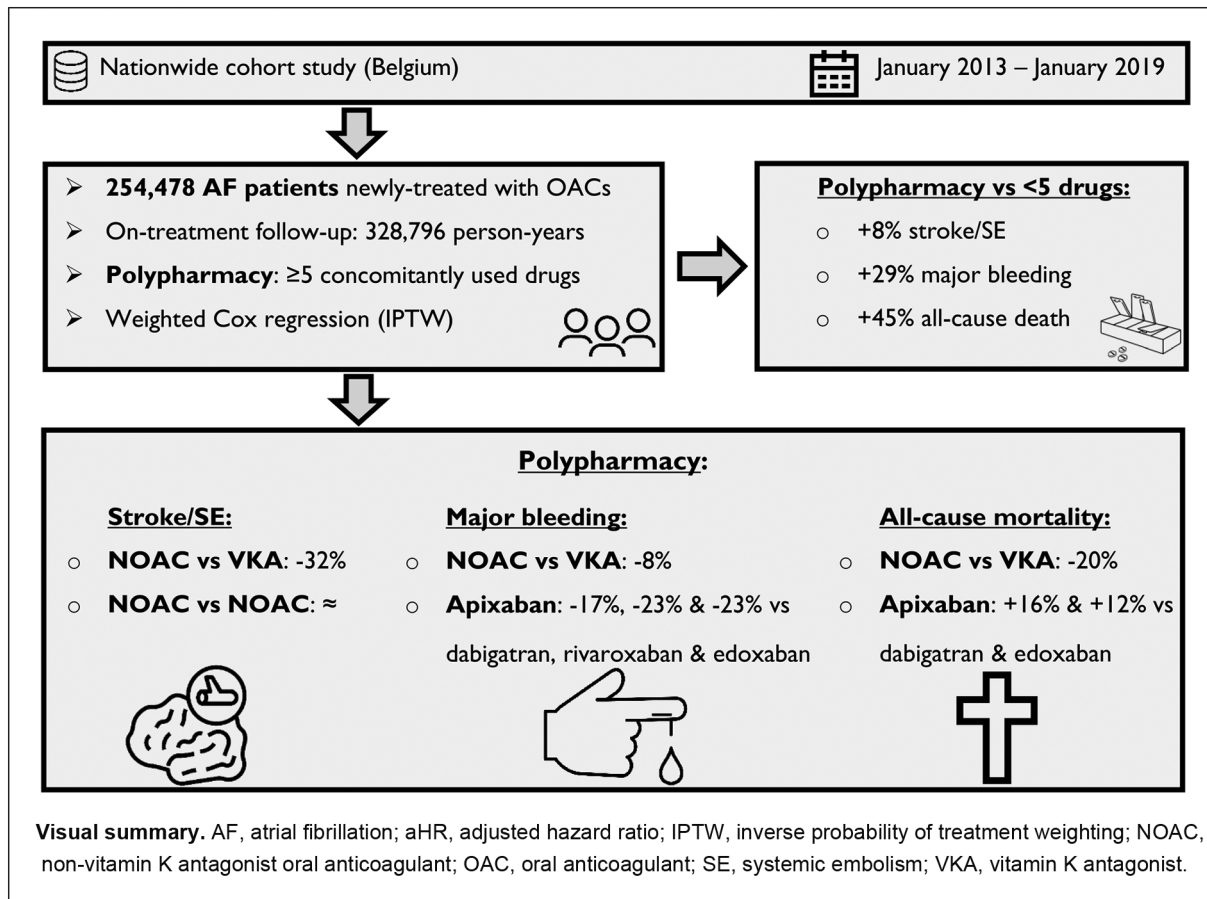 Nationwide cohort study (Belgium)
January 2013 – January 2019
➢ 254,478 AF patients newly-treated with OACs
➢ On-treatment follow-up: 328,796 person-years
➢ Polypharmacy: ≥5 concomitantly used drugs
➢ Weighted Cox regression (IPTW)
Polypharmacy vs <5 drugs:
o +8% stroke/SE
o +29% major bleeding
o +45% all-cause death
Polypharmacy:
Stroke/SE:
o NOAC vs VKA: -32%
o NOAC vs NOAC: ≈
Major bleeding:
o NOAC vs VKA: -8%
o Apixaban: -17%, -23% & -23% vs
dabigatran, rivaroxaban & edoxaban
All-cause mortality:
o NOAC vs VKA: -20%
o Apixaban: +16% & +12% vs
dabigatran & edoxaban
Visual summary. AF, atrial fibrillation; aHR, adjusted hazard ratio; IPTW, inverse probability of treatment weighting; NOAC,
non-vitamin K antagonist oral anticoagulant; OAC, oral anticoagulant; SE, systemic embolism; VKA, vitamin K antagonist.